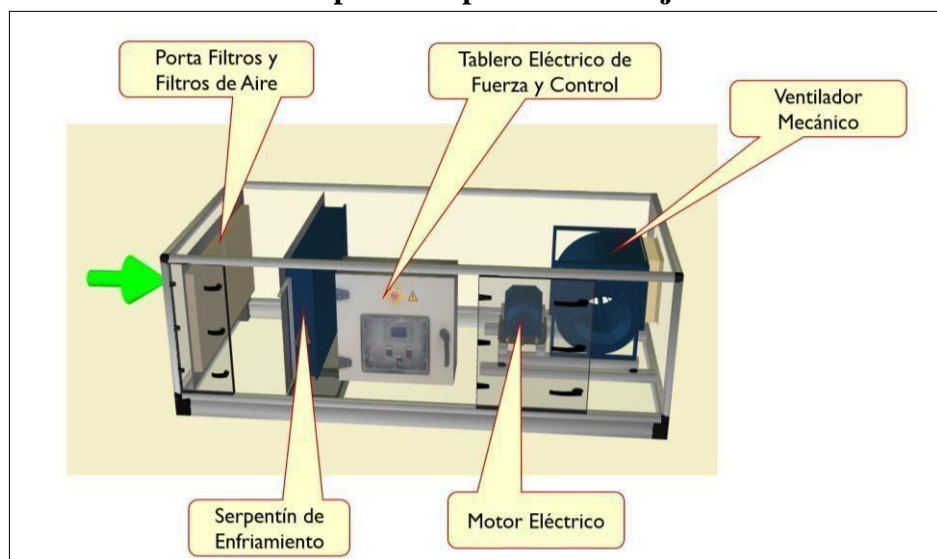 Porta Filtros y
Filtros de Aire
Tablero Eléctrico de
Fuerza y Control
Ventilador
Mecánico
Serpentín de
Enfriamiento
Motor Eléctrico